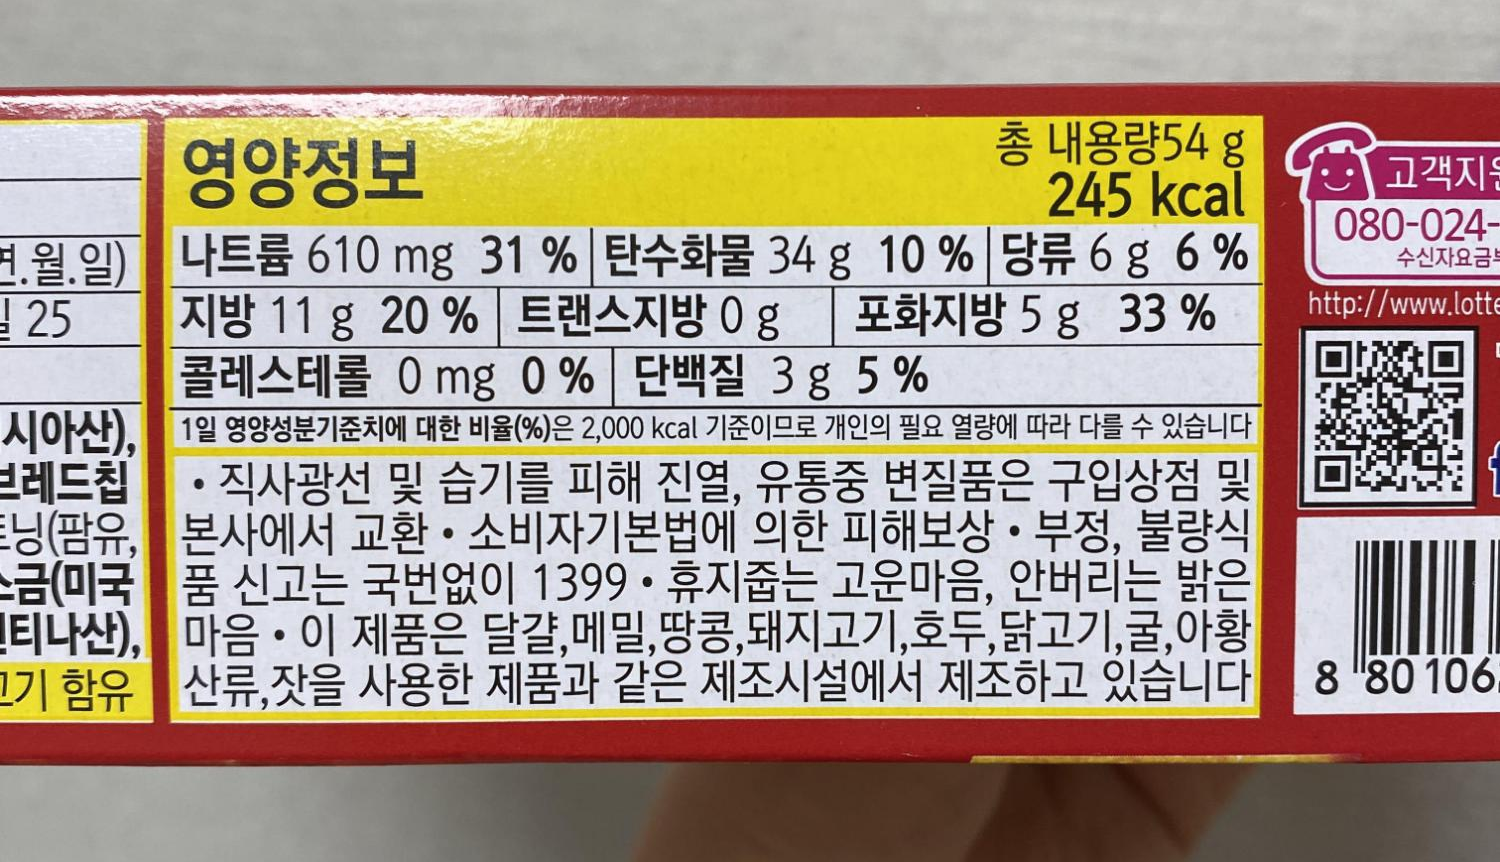 연.월.일)
25
시아산),
브레드칩
닝(팜유,
금(미국
티나산),
고기 함유
영양정보
총 내용량54 g
245 kcal
나트륨 610 mg 31 % 탄수화물 34 g 10 % 당류 6 g 6 %
지방 11 g 20 % 트랜스지방 0 g 포화지방 5 g 33 %
콜레스테롤 0 mg 0 % 단백질 3 g 5 %
1일 영양성분기준치에 대한 비율(%)은 2,000 kcal 기준이므로 개인의 필요 열량에 따라 다를 수 있습니다
• 직사광선 및 습기를 피해 진열, 유통중 변질품은 구입상점 및
본사에서 교환 • 소비자기본법에 의한 피해보상 • 부정, 불량식
품 신고는 국번없이 1399 • 휴지줍는 고운마음, 안버리는 밝은
마음 • 이 제품은 달걀,메밀,땅콩,돼지고기,호두,닭고기,굴,아황
산류,잣을 사용한 제품과 같은 제조시설에서 제조하고 있습니다
고객지원
080-024-
수신자요금부
http://www.lotte
8 80106